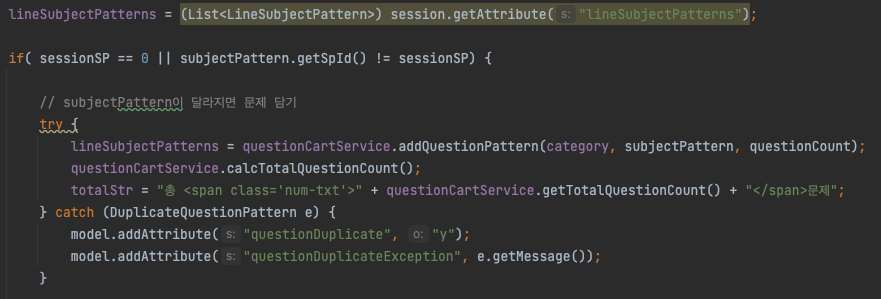 lineSubjectPatterns = (List<LineSubjectPattern>) session.getAttribute( s: "lineSubjectPatterns");
if( sessionSP == 0 || subjectPattern.getSpId() != sessionSP) {
// subjectPattern이 달라지면 문제 담기
try {
lineSubjectPatterns = questionCartService.addQuestionPattern(category, subjectPattern, questionCount);
questionCartService.calcTotalQuestionCount();
totalStr = "총 <span class='num-txt'>" + questionCartService.getTotalQuestionCount() + "</span>문제";
} catch (DuplicateQuestionPattern e) {
model.addAttribute( s: "questionDuplicate", o: "y");
model.addAttribute( s: "questionDuplicateException", e.getMessage());
}